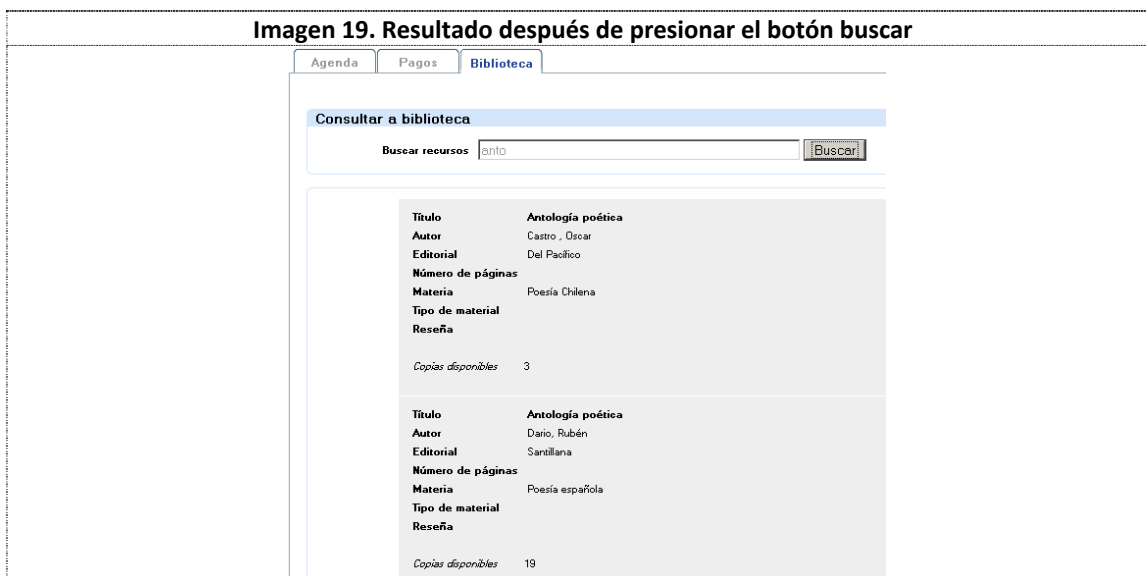 Imagen 19. Resultado después de presionar el botón buscar
Agenda Pagos Biblioteca
Consultar a biblioteca
Buscar recursos anto Buscar
Título Antología poética
Autor Castro , Oscar
Editorial Del Pacífico
Número de páginas
Materia Poesía Chilena
Tipo de material
Reseña
Copias disponibles 3
Título Antología poética
Autor Dario, Rubén
Editorial Santillana
Número de páginas
Materia Poesía española
Tipo de material
Reseña
Copias disponibles 19